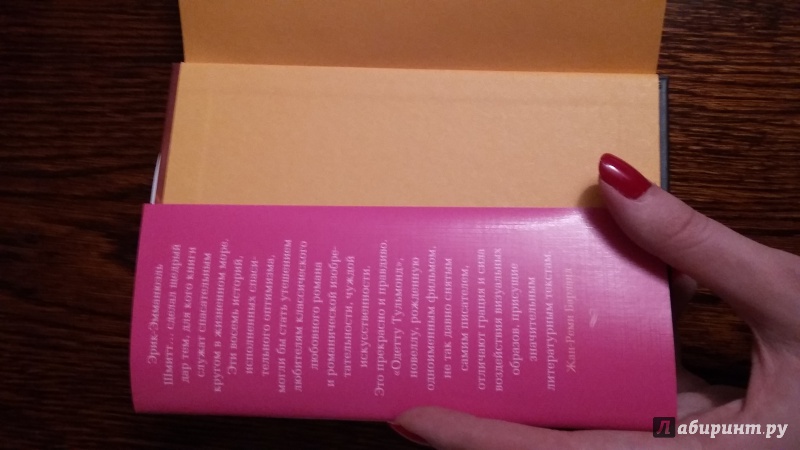 Эрик-Эмманюэль
Шмитт... сделал щедрый
дар тем, для кого книги
служат спасательным
кругом в жизненном море.
Эти восемь историй,
исполненных спаси-
тельного оптимизма,
могли бы стать утешением
любителям классического
любовного романа
и романической изобре-
тательности, чуждой
искусственности.
Это прекрасно и правдиво.
«Одетту Тульмонд»,
новеллу, рожденную
одноименным фильмом,
не так давно снятым
самим писателем,
отличают грация и сила
воздействия визуальных
образов, присущие
значительным
литературным текстам.
Жан-Реми Барланд
Лабиринт.ру